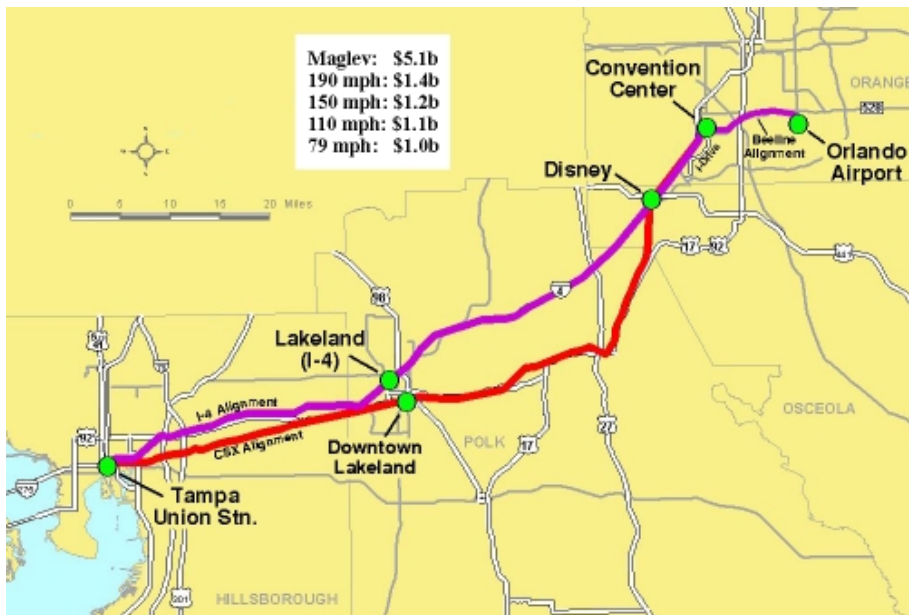 Maglev: $5.1b
190 mph: $1.4b
150 mph: $1.2b
110 mph: $1.1b
79 mph: $1.0b
Convention
Center
ORANGE
528
I-Drive
Beeline
Alignment
Orlando
Airport
Disney
0
5
10
20 Miles
17
92
441
4
98
Lakeland
(I-4)
41
I-4 Alignment
CSX Alignment
92
Downtown
Lakeland
POLK
17
27
OSCEOLA
275
Tampa
Union Stn.
301
HILLSBOROUGH